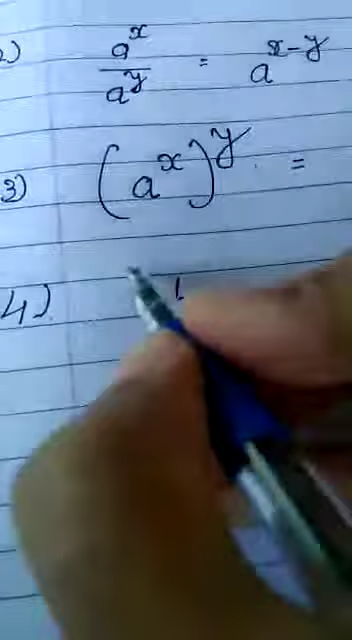 2) a^x / a^y = a^x-y
3) (a^x)^y =
4)